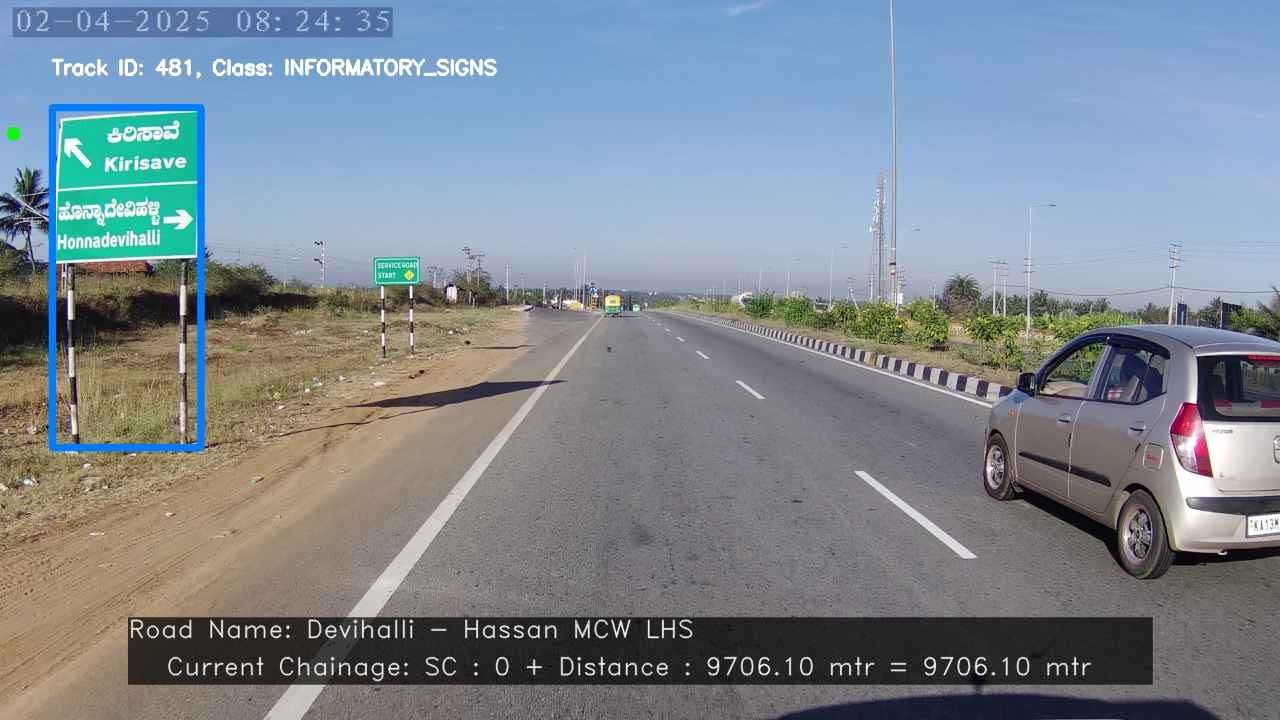 02-04-2025 08:24:35
Track ID: 481, Class: INFORMATORY_SIGNS
ಕಿರಿಸಾವೆ
Kirisave
ಹೊನ್ನಾದೇವಿಹಳ್ಳಿ
Honnadevihalli
SERVICE ROAD
START
KA13M
Road Name: Devihalli - Hassan MCW LHS
Current Chainage: SC : 0 + Distance : 9706.10 mtr = 9706.10 mtr